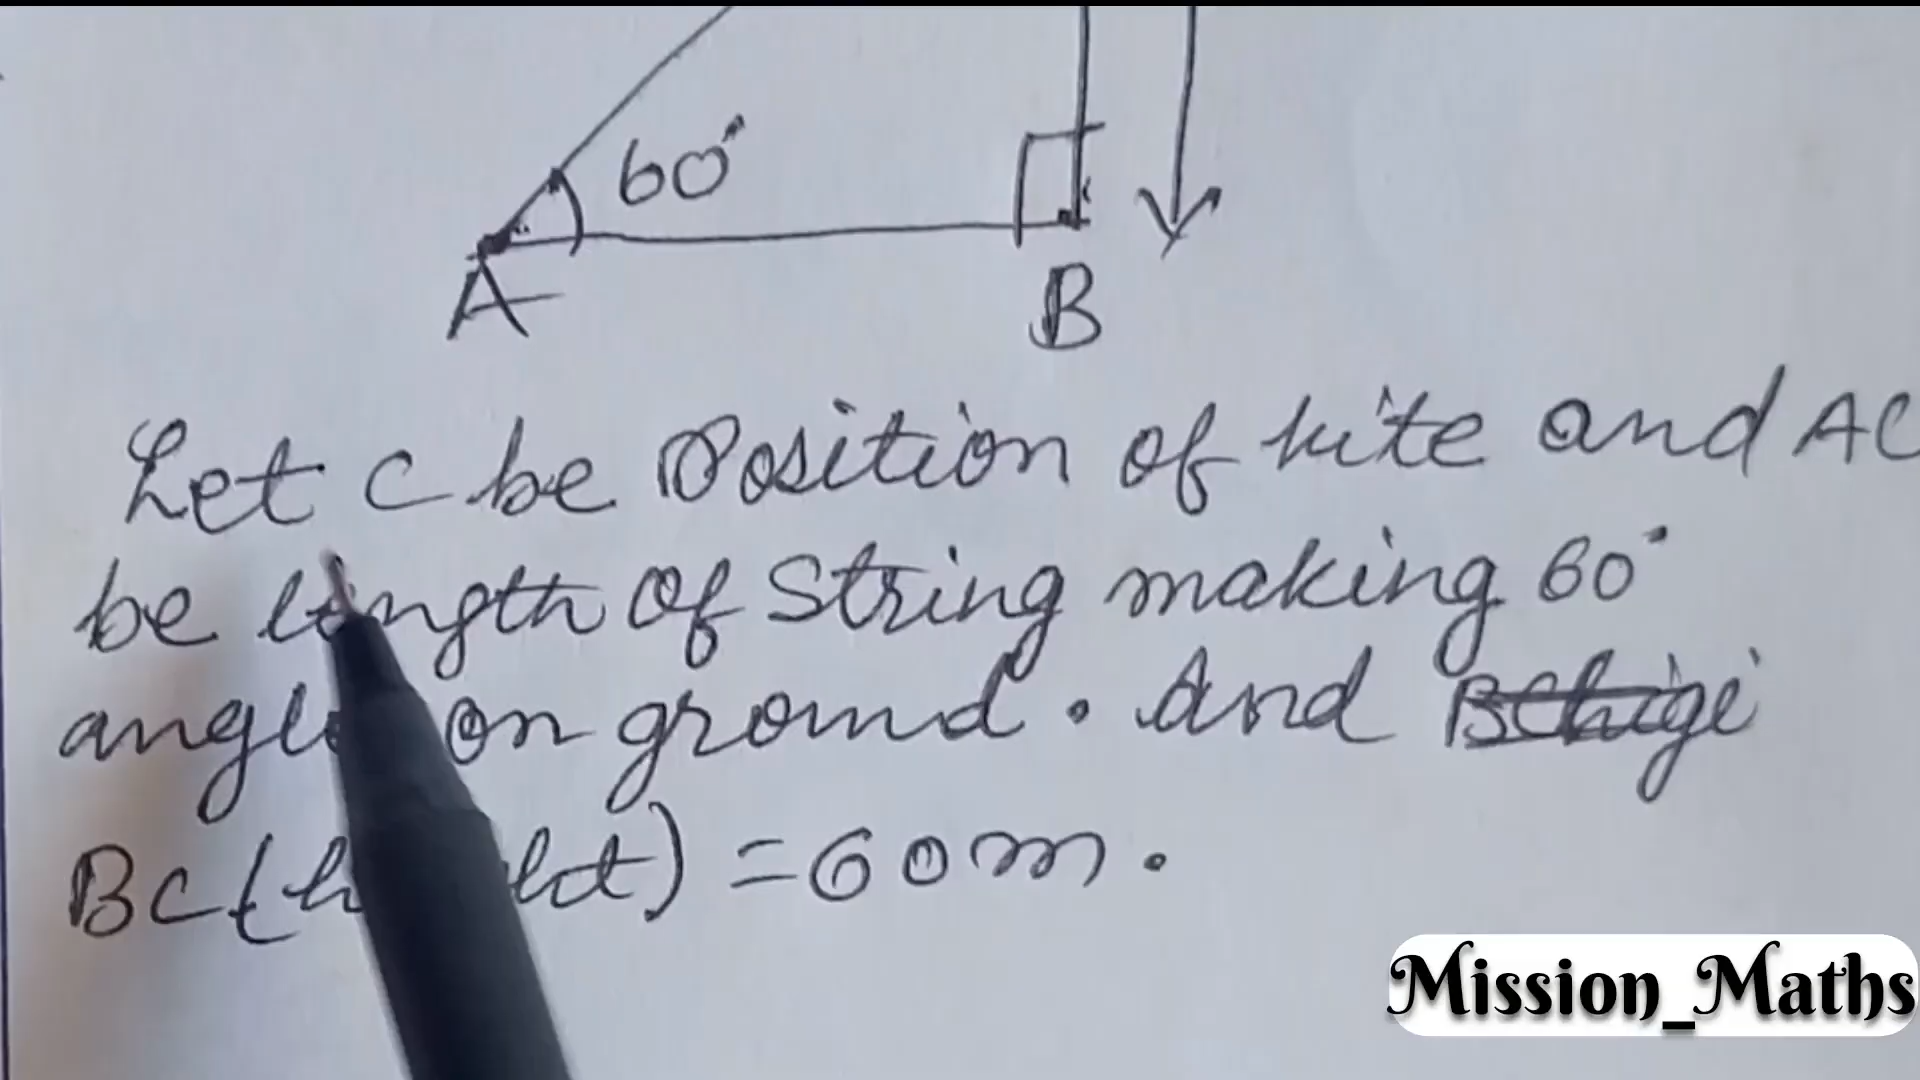 60°
A
B
Let C be Position of kite and AC
be length of string making 60°
angle on ground. And
BC (height) = 60m.
Mission_Maths